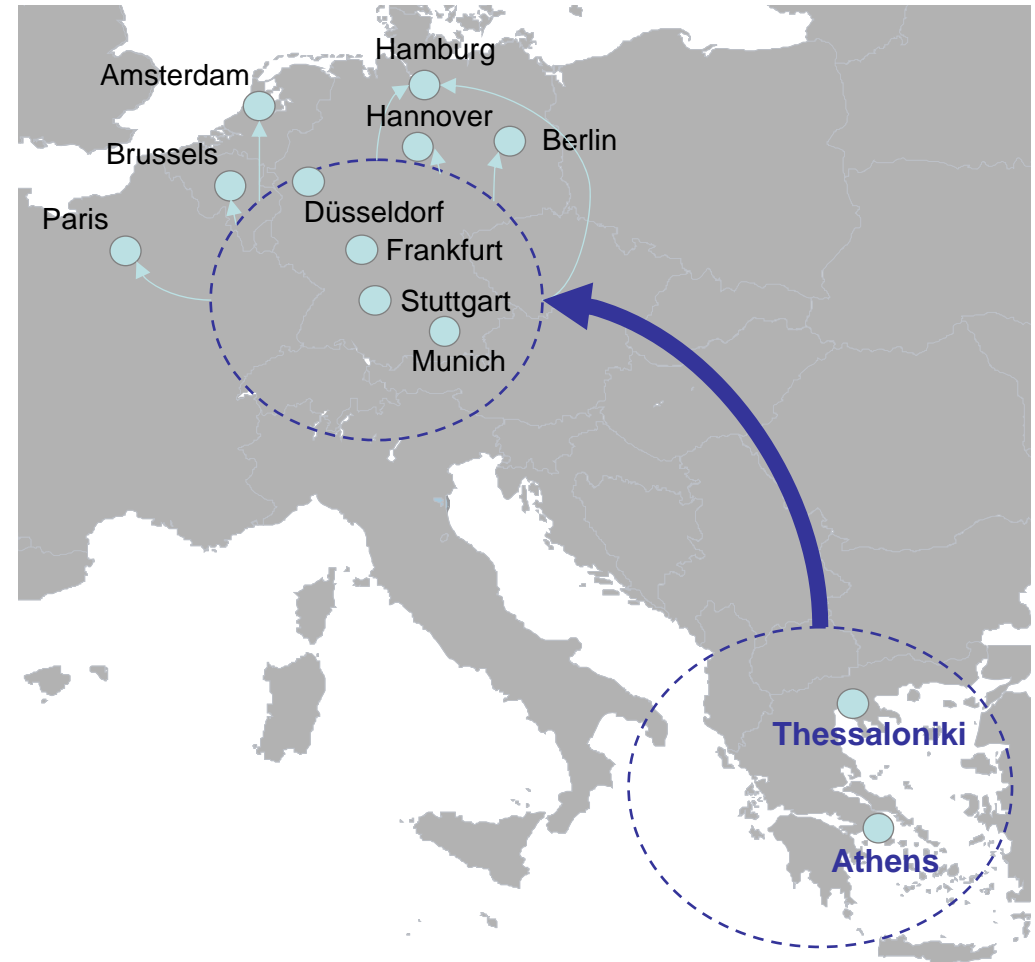 Hamburg
Amsterdam
Hannover
Berlin
Brussels
Düsseldorf
Paris
Frankfurt
Stuttgart
Munich
Thessaloniki
Athens